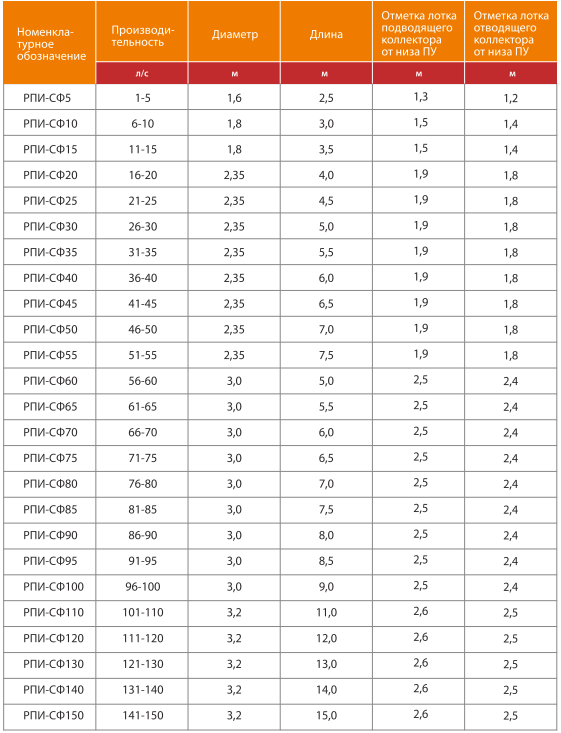 Номенкла-
турное
обозначение
Производи-
тельность
Диаметр
Длина
Отметка лотка
подводящего
коллектора
от низа ПУ
Отметка лотка
отводящего
коллектора
от низа ПУ
л/с м м м м
РПИ-СФ5 1-5 1,6 2,5 1,3 1,2
РПИ-СФ10 6-10 1,8 3,0 1,5 1,4
РПИ-СФ15 11-15 1,8 3,5 1,5 1,4
РПИ-СФ20 16-20 2,35 4,0 1,9 1,8
РПИ-СФ25 21-25 2,35 4,5 1,9 1,8
РПИ-СФ30 26-30 2,35 5,0 1,9 1,8
РПИ-СФ35 31-35 2,35 5,5 1,9 1,8
РПИ-СФ40 36-40 2,35 6,0 1,9 1,8
РПИ-СФ45 41-45 2,35 6,5 1,9 1,8
РПИ-СФ50 46-50 2,35 7,0 1,9 1,8
РПИ-СФ55 51-55 2,35 7,5 1,9 1,8
РПИ-СФ60 56-60 3,0 5,0 2,5 2,4
РПИ-СФ65 61-65 3,0 5,5 2,5 2,4
РПИ-СФ70 66-70 3,0 6,0 2,5 2,4
РПИ-СФ75 71-75 3,0 6,5 2,5 2,4
РПИ-СФ80 76-80 3,0 7,0 2,5 2,4
РПИ-СФ85 81-85 3,0 7,5 2,5 2,4
РПИ-СФ90 86-90 3,0 8,0 2,5 2,4
РПИ-СФ95 91-95 3,0 8,5 2,5 2,4
РПИ-СФ100 96-100 3,0 9,0 2,5 2,4
РПИ-СФ110 101-110 3,2 11,0 2,6 2,5
РПИ-СФ120 111-120 3,2 12,0 2,6 2,5
РПИ-СФ130 121-130 3,2 13,0 2,6 2,5
РПИ-СФ140 131-140 3,2 14,0 2,6 2,5
РПИ-СФ150 141-150 3,2 15,0 2,6 2,5